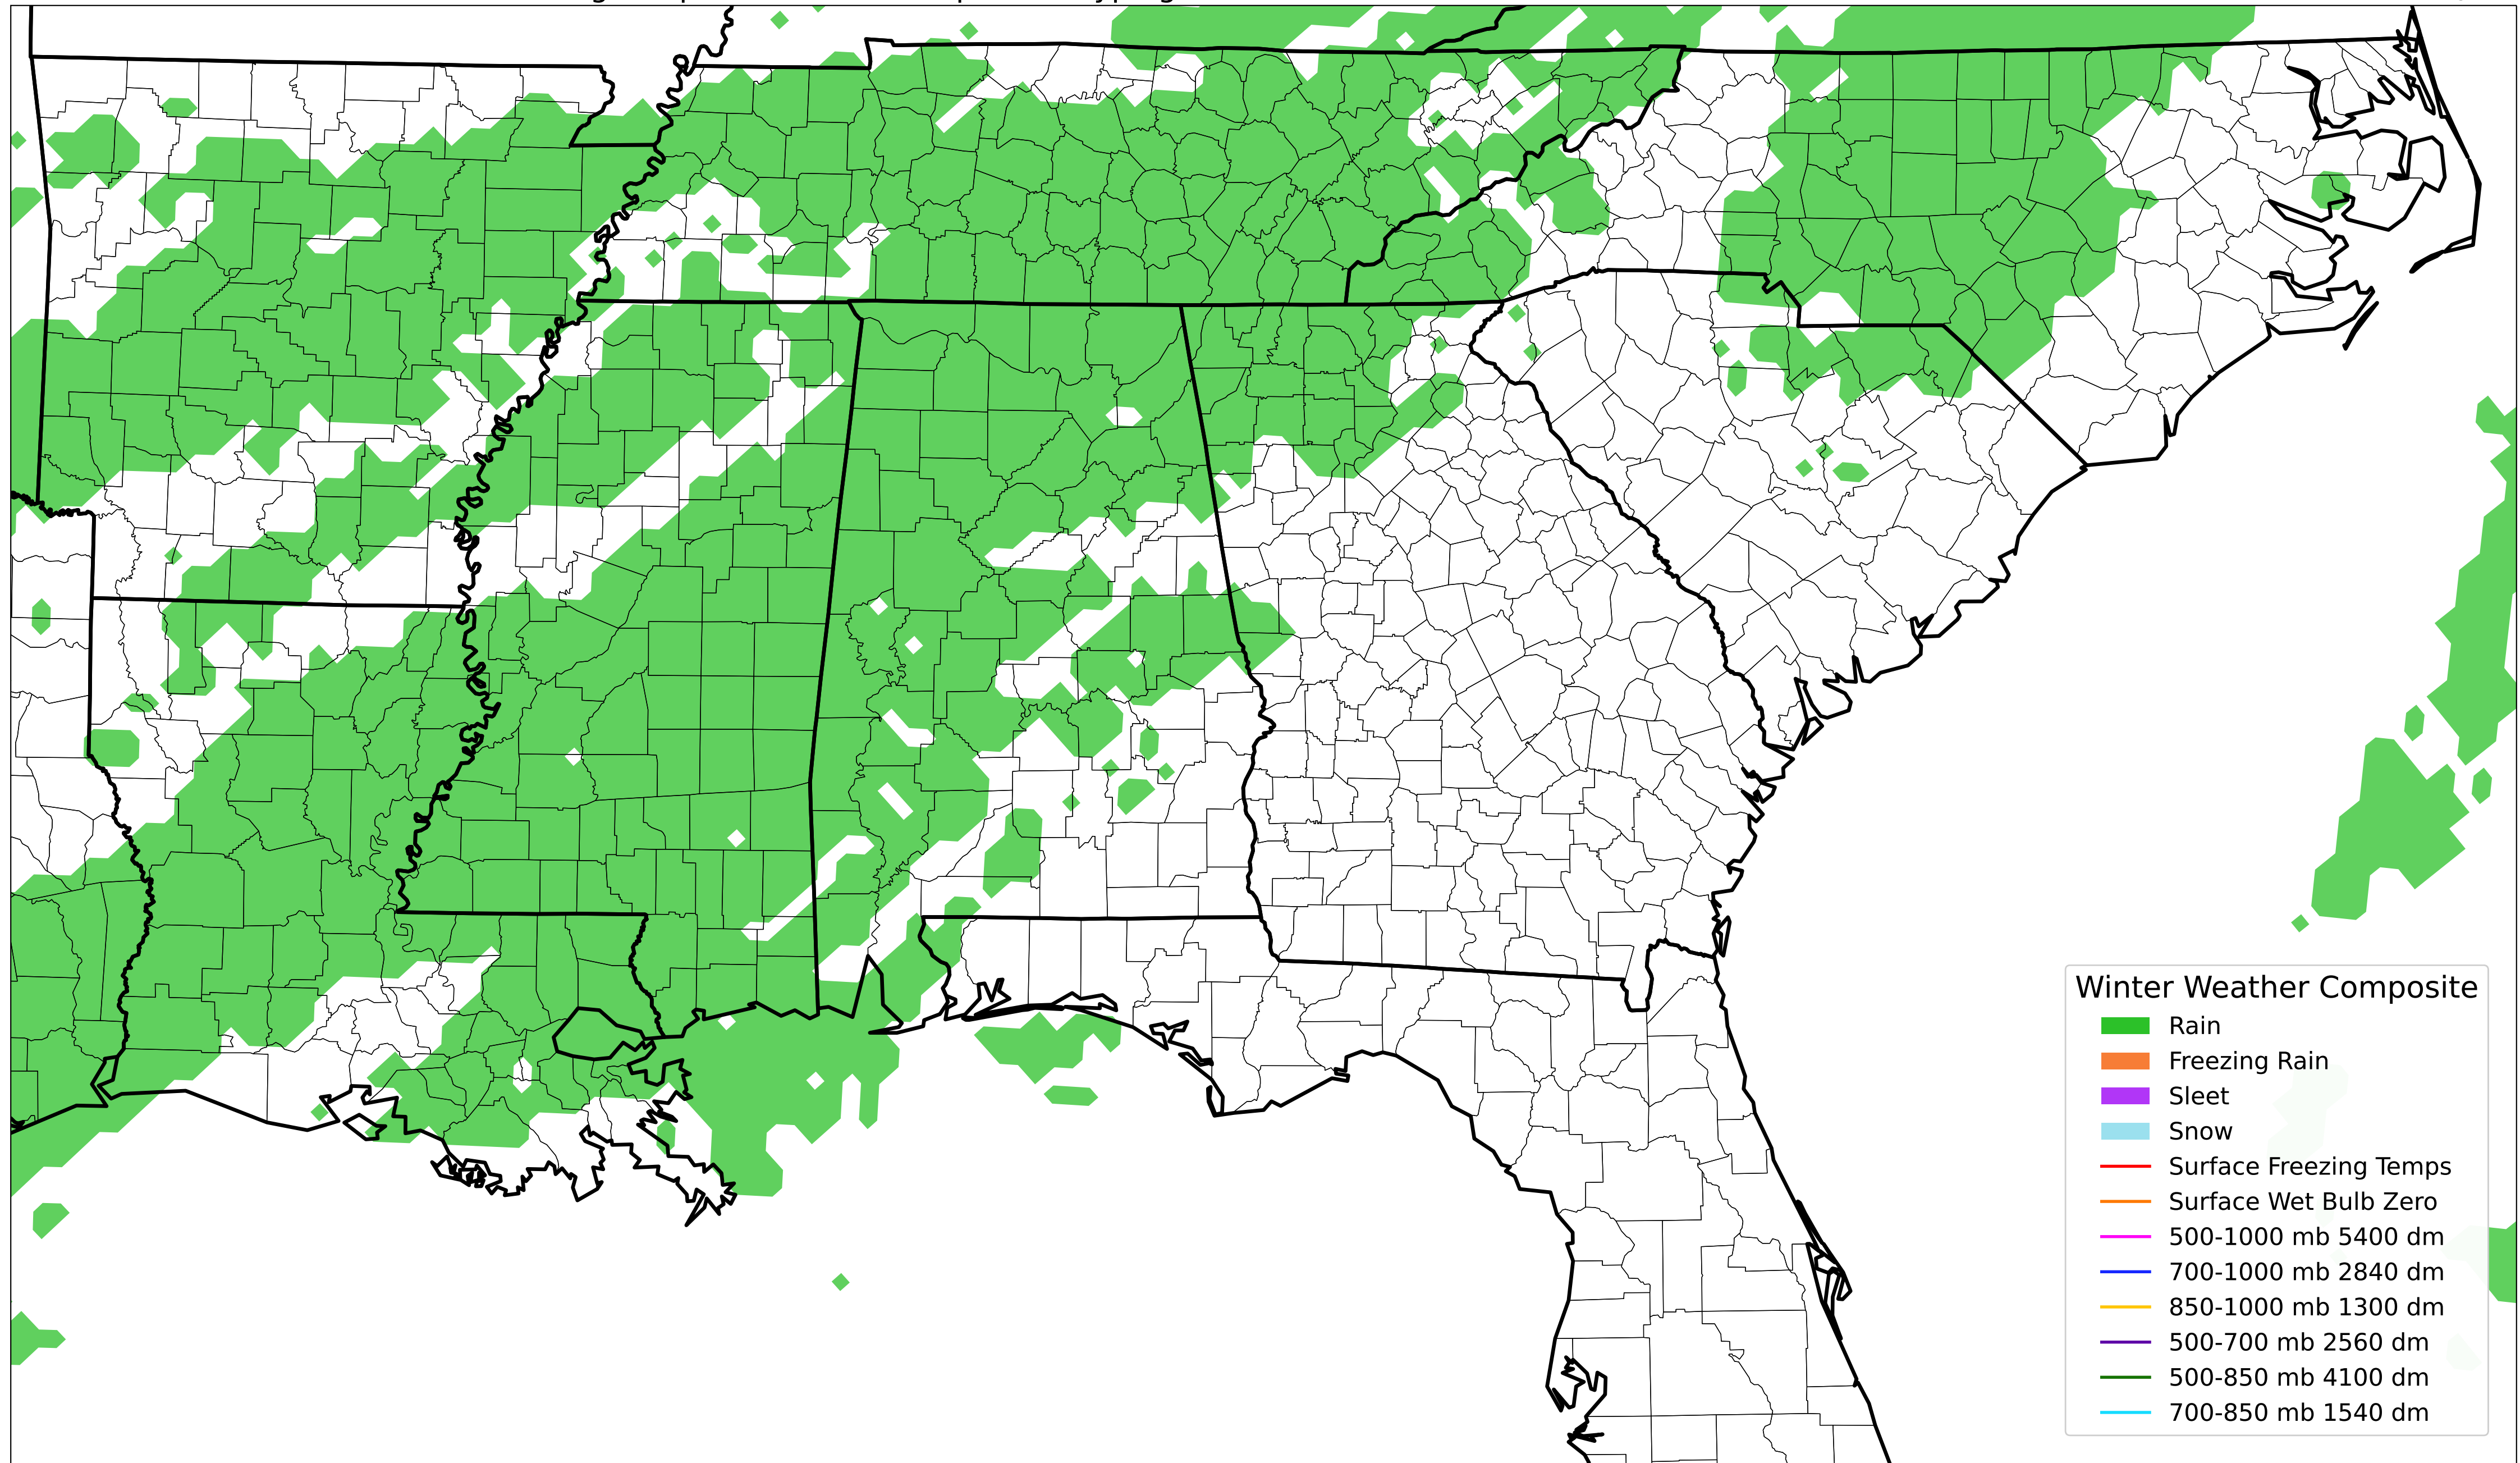 Winter Weather Composite
Rain
Freezing Rain
Sleet
Snow
Surface Freezing Temps
Surface Wet Bulb Zero
500-1000 mb 5400 dm
700-1000 mb 2840 dm
850-1000 mb 1300 dm
500-700 mb 2560 dm
500-850 mb 4100 dm
700-850 mb 1540 dm